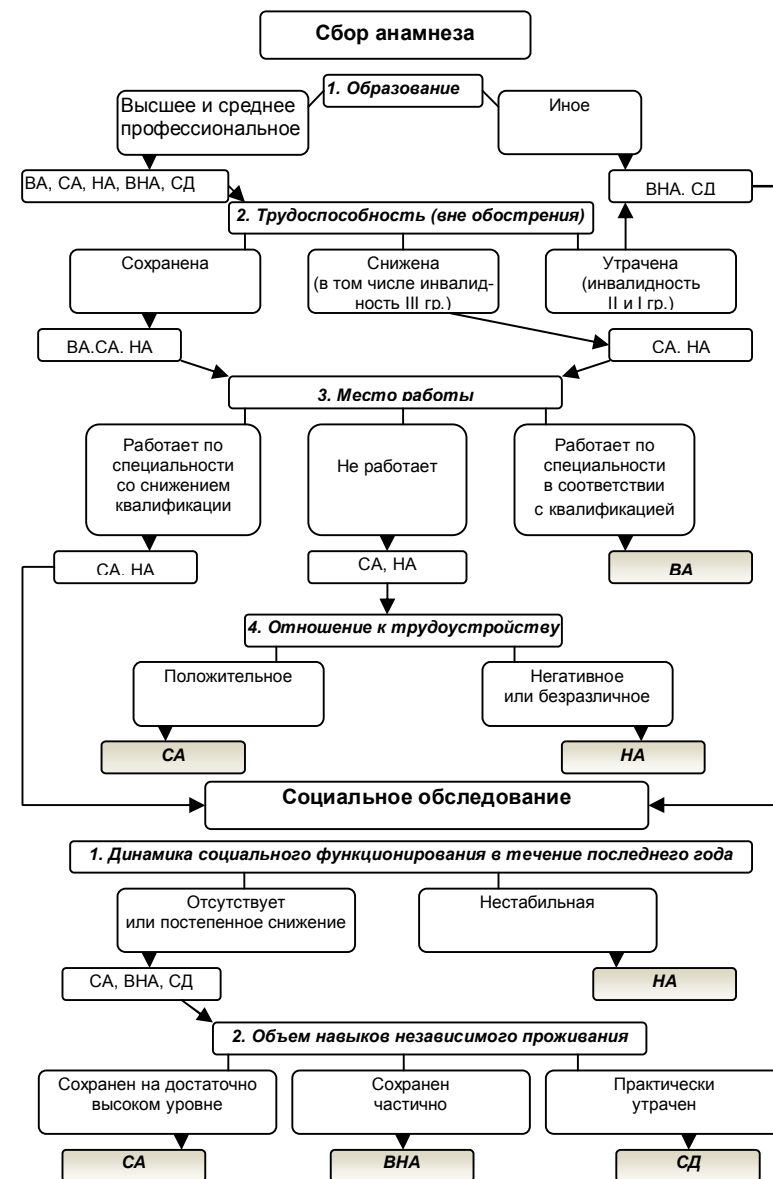 Сбор анамнеза
1. Образование
Высшее и среднее
профессиональное
Иное
ВА, СА, НА, ВНА, СД
ВНА. СД
2. Трудоспособность (вне обострения)
Сохранена
Снижена
(в том числе инвалид-
ность III гр.)
Утрачена
(инвалидность
II и I гр.)
ВА.СА. НА
СА. НА
3. Место работы
Работает по
специальности
со снижением
квалификации
Не работает
Работает по
специальности
в соответствии
с квалификацией
СА. НА
СА, НА
ВА
4. Отношение к трудоустройству
Положительное
Негативное
или безразличное
СА
НА
Социальное обследование
1. Динамика социального функционирования в течение последнего года
Отсутствует
или постепенное снижение
Нестабильная
СА, ВНА, СД
НА
2. Объем навыков независимого проживания
Сохранен на достаточно
высоком уровне
Сохранен
частично
Практически
утрачен
СА
ВНА
СД